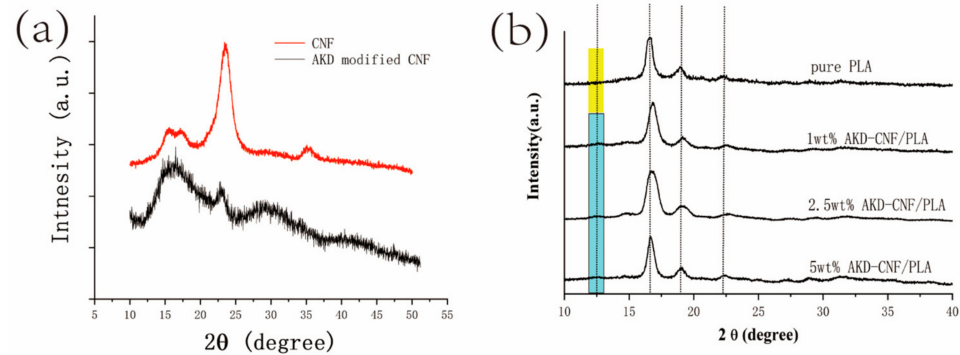 (a)
CNF
AKD modified CNF
Intnesity (a.u.)
5 10 15 20 25 30 35 40 45 50 55
2θ (degree)
(b)
pure PLA
1wt% AKD-CNF/PLA
2.5wt% AKD-CNF/PLA
5wt% AKD-CNF/PLA
Intensity(a.u.)
10 15 20 25 30 35 40
2 θ (degree)